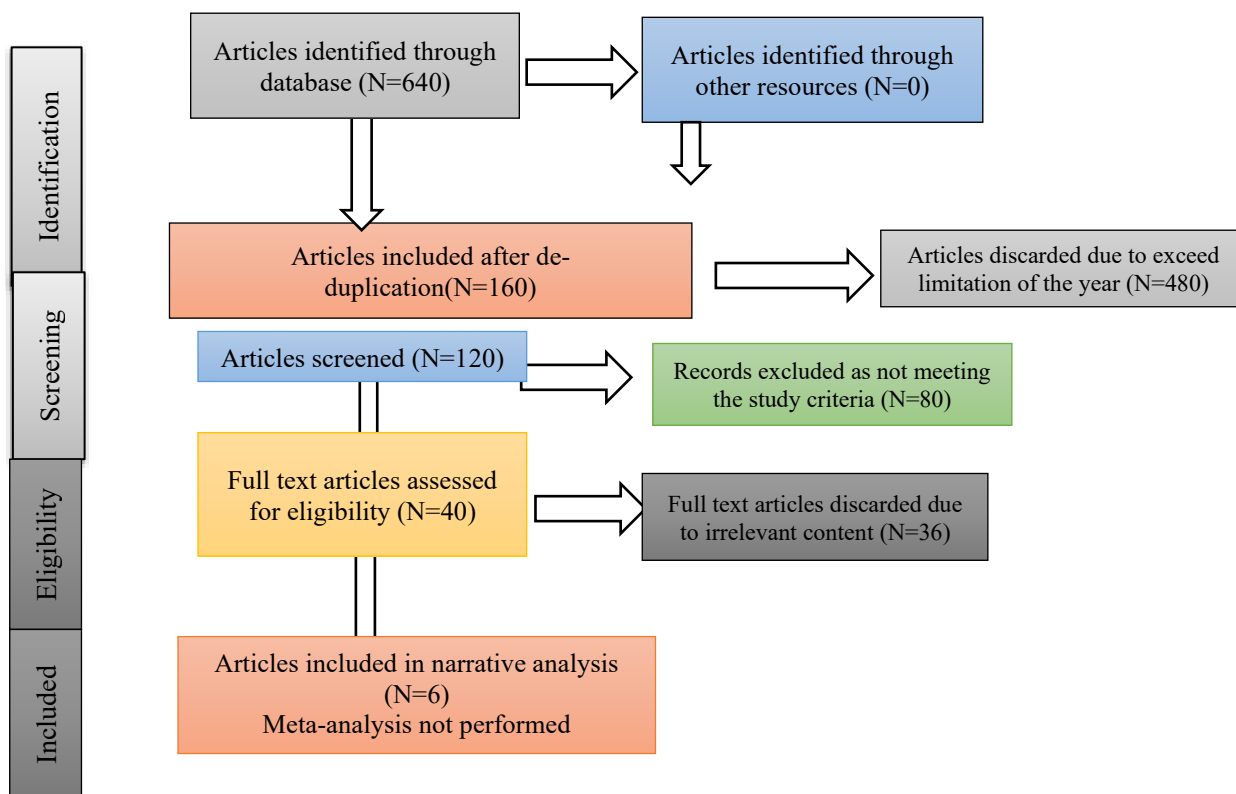 Identification
Articles identified through
database (N=640)
Articles identified through
other resources (N=0)
Articles included after de-
duplication(N=160)
Articles discarded due to exceed
limitation of the year (N=480)
Screening
Articles screened (N=120)
Records excluded as not meeting
the study criteria (N=80)
Eligibility
Full text articles assessed
for eligibility (N=40)
Full text articles discarded due
to irrelevant content (N=36)
Included
Articles included in narrative analysis
(N=6)
Meta-analysis not performed